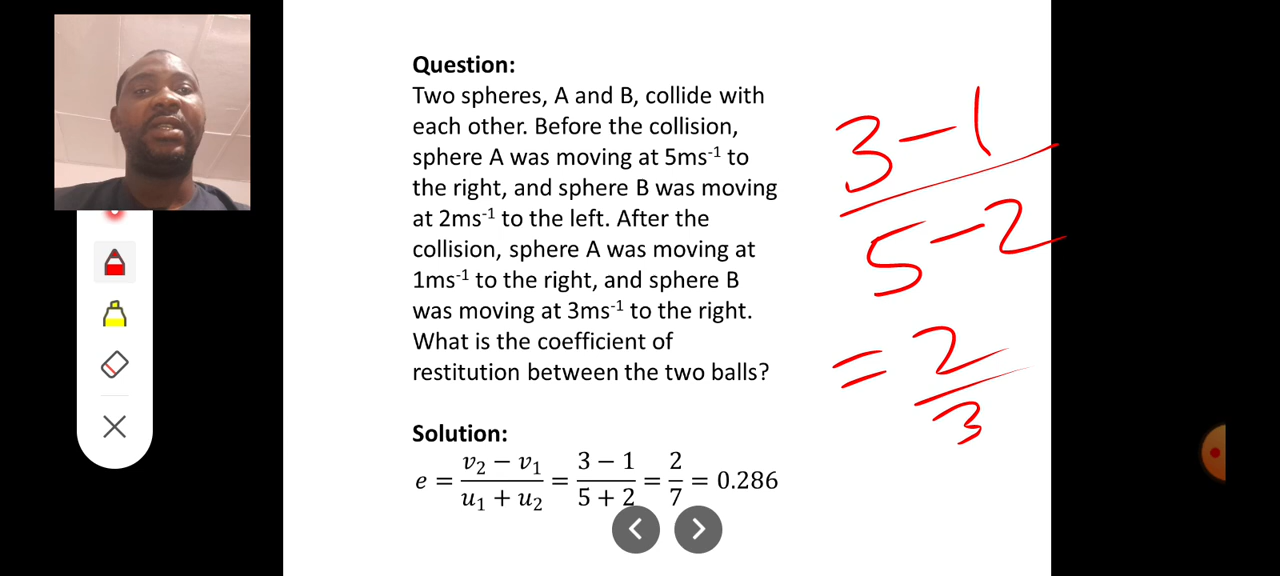 Question:
Two spheres, A and B, collide with
each other. Before the collision,
sphere A was moving at 5ms⁻¹ to
the right, and sphere B was moving
at 2ms⁻¹ to the left. After the
collision, sphere A was moving at
1ms⁻¹ to the right, and sphere B
was moving at 3ms⁻¹ to the right.
What is the coefficient of
restitution between the two balls?
Solution:
e = (v₂ − v₁)/(u₁ + u₂) = (3 − 1)/(5 + 2) = 2/7 = 0.286
3 − 1
5 − 2
= 2/3